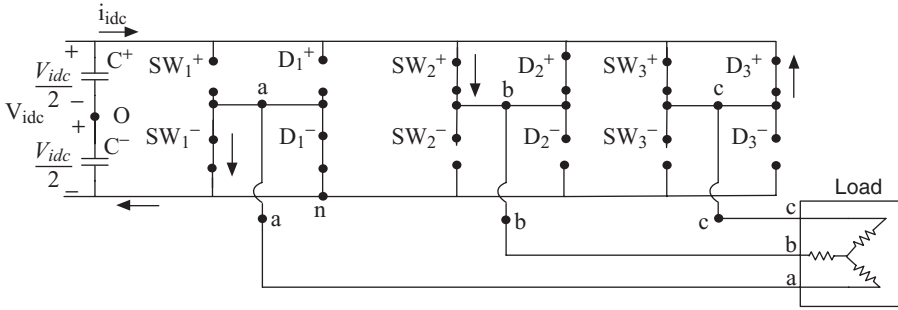 i_idc
+ C⁺ SW₁⁺ D₁⁺ SW₂⁺ D₂⁺ SW₃⁺ D₃⁺
V_idc/2
− a b c
V_idc O
+ C⁻ SW₁⁻ D₁⁻ SW₂⁻ D₂⁻ SW₃⁻ D₃⁻
V_idc/2
−
n
a b c
Load
c
b
a